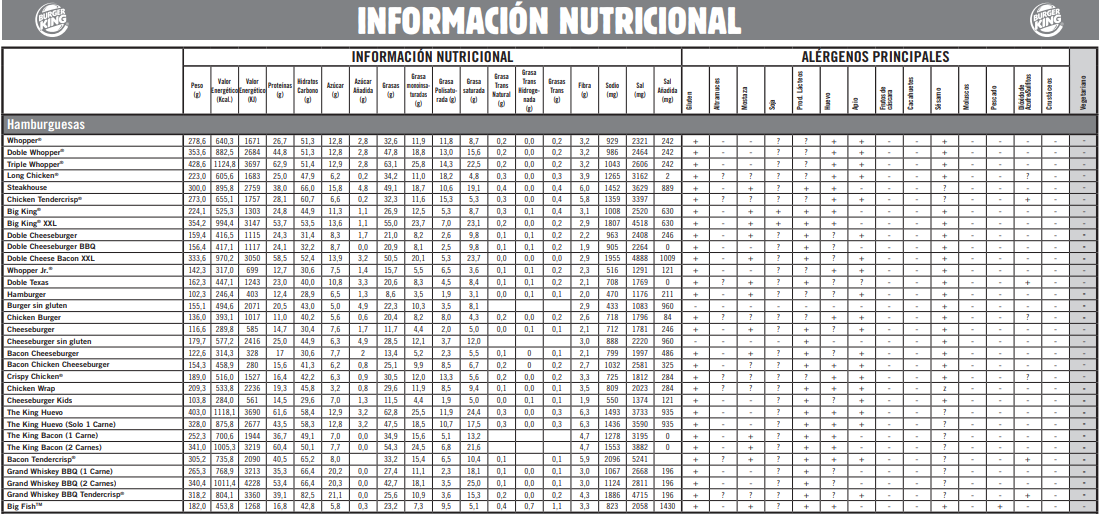 BURGER KING INFORMACIÓN NUTRICIONAL BURGER KING
INFORMACIÓN NUTRICIONAL ALÉRGENOS PRINCIPALES
Peso (g) Valor Energético (Kcal.) Valor Energético (KJ) Proteínas (g) Hidratos Carbono (g) Azúcar (g) Azúcar Añadida (g) Grasas (g) Grasa monoinsaturadas (g) Grasa Polisaturada (g) Grasa saturada (g) Grasa Trans Natural (g) Grasa Trans Hidrogenada (g) Grasas Trans (g) Fibra (g) Sodio (mg) Sal (mg) Sal Añadida (mg) Gluten Altramuces Mostaza Soja Prod. Lácteos Huevo Apio Frutos de cáscara Cacahuetes Sésamo Moluscos Pescado Dióxido de Crustáceos Vegetariano
Hamburguesas
Whopper® 278,6 640,3 1671 26,7 51,3 12,8 2,8 32,6 11,9 11,8 8,7 0,2 0,0 0,2 3,2 929 2321 242
Doble Whopper® 353,6 882,5 2684 44,8 51,3 12,8 2,8 47,8 18,8 13,0 15,6 0,2 0,0 0,2 3,2 986 2464 242
Triple Whopper® 428,6 1124,8 3697 62,9 51,4 12,9 2,8 63,1 25,8 14,3 22,5 0,2 0,0 0,2 3,2 1043 2606 242
Long Chicken® 223,0 605,6 1683 25,0 47,9 6,2 0,2 34,2 11,0 18,2 4,8 0,3 0,0 0,3 3,9 1265 3162 2
Steakhouse 300,0 895,8 2759 38,0 66,0 15,8 4,8 49,1 18,7 10,6 19,1 0,4 0,0 0,4 6,0 1452 3629 889
Chicken Tendercrisp® 273,0 655,1 1757 28,1 60,7 6,6 0,2 32,3 11,6 15,3 5,3 0,3 0,0 0,3 5,8 1359 3397
Big King® 224,1 525,3 1303 24,8 44,9 11,3 1,1 26,9 12,5 5,3 8,7 0,3 0,1 0,4 3,1 1008 2520 630
Big King® XXL 354,2 994,4 3147 53,7 53,5 13,6 1,1 55,0 23,7 7,0 23,1 0,2 0,0 0,2 2,9 1807 4518 630
Doble Cheeseburger 159,4 416,5 1115 24,3 31,4 8,3 1,7 21,0 8,2 2,6 9,8 0,1 0,1 0,2 2,2 963 2408 246
Doble Cheeseburger BBQ 156,4 417,1 1117 24,1 32,2 8,7 0,0 20,9 8,1 2,5 9,8 0,1 0,1 0,2 1,9 905 2264 0
Doble Cheese Bacon XXL 333,6 970,2 3050 58,5 52,4 13,9 3,2 50,5 20,1 5,3 23,7 0,0 0,0 0,0 2,9 1955 4888 1009
Whopper Jr.® 142,3 317,0 699 12,7 30,6 7,5 1,4 15,7 5,5 5,5 3,6 0,1 0,1 0,2 2,3 516 1291 121
Doble Texas 162,3 447,1 1243 23,0 40,0 10,8 3,3 20,6 8,3 4,5 8,4 0,1 0,1 0,2 2,1 708 1769 0
Hamburger 102,3 246,4 403 12,4 28,9 6,5 1,3 8,6 3,5 1,9 3,1 0,0 0,1 0,1 2,0 470 1176 211
Burger sin gluten 155,1 494,6 2071 20,5 43,0 5,0 4,9 22,3 10,3 3,5 8,1 2,9 433 1083 960
Chicken Burger 136,0 393,1 1017 11,0 40,2 5,6 0,6 20,4 8,2 8,0 4,3 0,2 0,0 0,2 2,6 718 1796 84
Cheeseburger 116,6 289,8 585 14,7 30,4 7,6 1,7 11,7 4,4 2,0 5,0 0,0 0,1 0,1 2,1 712 1781 246
Cheeseburger sin gluten 179,7 577,2 2416 25,0 44,9 6,3 4,9 28,5 12,1 3,7 12,0 3,0 888 2220 960
Bacon Cheeseburger 122,6 314,3 328 17 30,6 7,7 2 13,4 5,2 2,3 5,5 0,1 0 0,1 2,1 799 1997 486
Bacon Chicken Cheeseburger 154,3 458,9 280 15,6 41,3 6,2 0,8 25,1 9,9 8,5 6,7 0,2 0 0,2 2,7 1032 2581 325
Crispy Chicken® 189,0 516,0 1527 16,2 42,2 6,3 0,9 30,5 12,0 13,3 5,6 0,2 0,0 0,2 3,3 725 1812 284
Chicken Wrap 209,3 533,8 2236 19,3 45,8 3,2 0,8 29,6 11,9 8,5 9,4 0,1 0,0 0,1 3,5 809 2023 284
Cheeseburger Kids 103,8 284,0 561 14,5 29,6 7,0 1,3 11,5 4,4 1,9 5,0 0,0 0,1 0,1 1,9 550 1374 121
The King Huevo 403,0 1118,1 3690 61,6 58,4 12,9 3,2 62,8 25,5 11,9 24,4 0,3 0,0 0,3 6,3 1493 3733 935
The King Huevo (Solo 1 Carne) 328,0 875,8 2677 43,5 58,3 12,8 3,2 47,5 18,5 10,7 17,5 0,3 0,0 0,3 6,3 1436 3590 935
The King Bacon (1 Carne) 252,3 700,6 1944 36,7 49,1 7,0 0,0 34,9 15,6 5,1 13,2 4,7 1278 3195 0
The King Bacon (2 Carnes) 341,0 1005,3 3219 60,4 50,1 7,7 0,0 54,3 24,5 6,8 21,6 4,7 1553 3882 0
Bacon Tendercrisp® 305,2 735,8 2090 40,5 65,2 8,0 33,2 15,4 6,5 10,4 0,1 0,1 5,9 2096 5241
Grand Whiskey BBQ (1 Carne) 265,3 768,9 3213 35,3 66,4 20,2 0,0 27,4 11,1 2,3 18,1 0,1 0,0 0,1 3,0 1067 2668 196
Grand Whiskey BBQ (2 Carnes) 340,4 1011,4 4228 53,4 66,4 20,3 0,0 42,7 18,1 3,5 25,0 0,1 0,0 0,1 3,0 1124 2811 196
Grand Whiskey BBQ Tendercrisp® 318,2 804,1 3360 39,1 82,5 21,1 0,0 25,6 10,9 3,6 15,3 0,2 0,0 0,2 4,3 1886 4715 196
Big Fish™ 182,0 453,8 1268 16,8 42,8 5,8 0,3 23,2 7,3 9,5 5,1 0,4 0,7 1,1 3,3 823 2058 1430